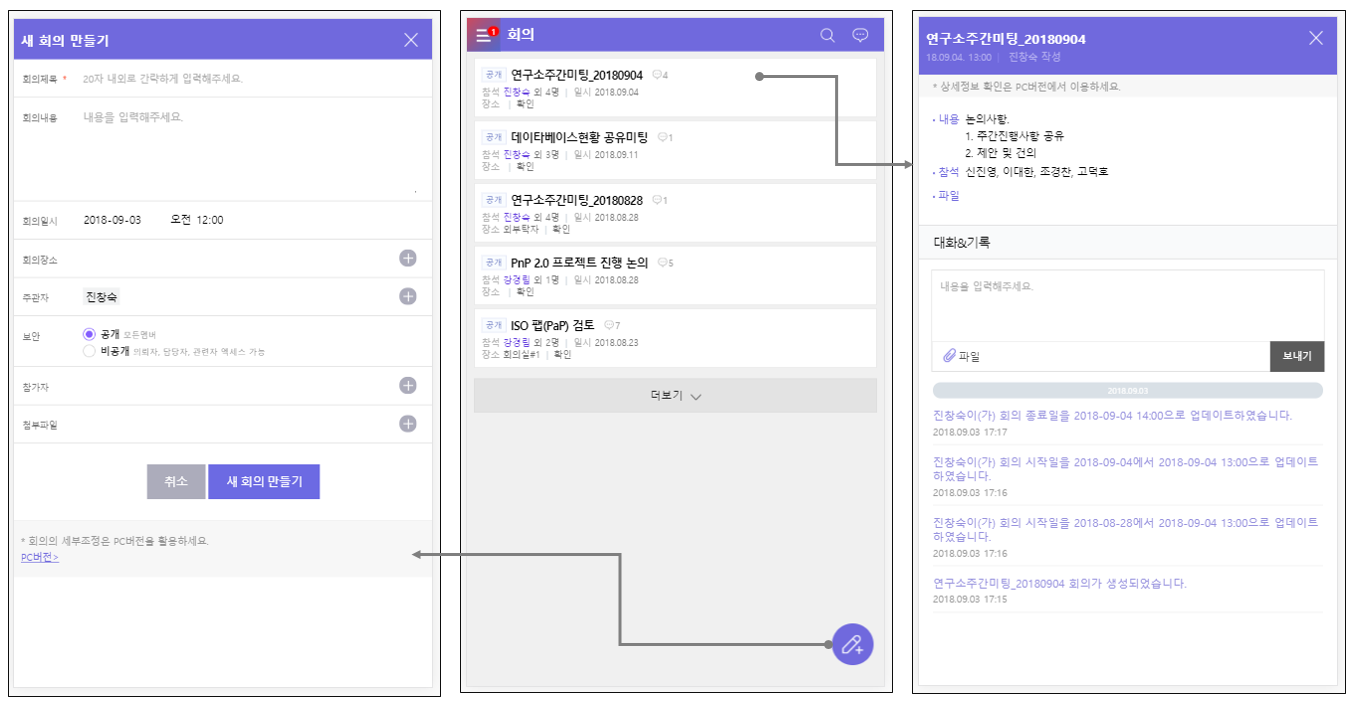 새 회의 만들기
회의제목 * 20자 내외로 간략하게 입력해주세요.
회의내용 내용을 입력해주세요.
회의일시 2018-09-03 오전 12:00
회의장소
주관자 진창숙
보안 공개 모든멤버
비공개 의뢰자, 담당자, 관련자 액세스 가능
참가자
첨부파일
취소 새 회의 만들기
* 회의의 세부조정은 PC버전을 활용하세요.
PC버전>
1 회의
공개 연구소주간미팅_20180904 4
참석 진창숙 외 4명 | 일시 2018.09.04
장소 | 확인
공개 데이타베이스현황 공유미팅 1
참석 진창숙 외 3명 | 일시 2018.09.11
장소 | 확인
공개 연구소주간미팅_20180828 1
참석 진창숙 외 4명 | 일시 2018.08.28
장소 외부탁자 | 확인
공개 PnP 2.0 프로젝트 진행 논의 5
참석 강경림 외 1명 | 일시 2018.08.28
장소 | 확인
공개 ISO 팹(PaP) 검토 7
참석 강경림 외 2명 | 일시 2018.08.23
장소 회의실#1 | 확인
더보기
연구소주간미팅_20180904
18.09.04. 13:00 | 진창숙 작성
* 상세정보 확인은 PC버전에서 이용하세요.
· 내용 논의사항.
1. 주간진행사항 공유
2. 제안 및 건의
· 참석 신진영, 이대한, 조경찬, 고덕호
· 파일
대화&기록
내용을 입력해주세요.
파일 보내기
2018.09.03
진창숙이(가) 회의 종료일을 2018-09-04 14:00으로 업데이트하였습니다.
2018.09.03 17:17
진창숙이(가) 회의 시작일을 2018-09-04에서 2018-09-04 13:00으로 업데이트
하였습니다.
2018.09.03 17:16
진창숙이(가) 회의 시작일을 2018-08-28에서 2018-09-04 13:00으로 업데이트
하였습니다.
2018.09.03 17:16
연구소주간미팅_20180904 회의가 생성되었습니다.
2018.09.03 17:15